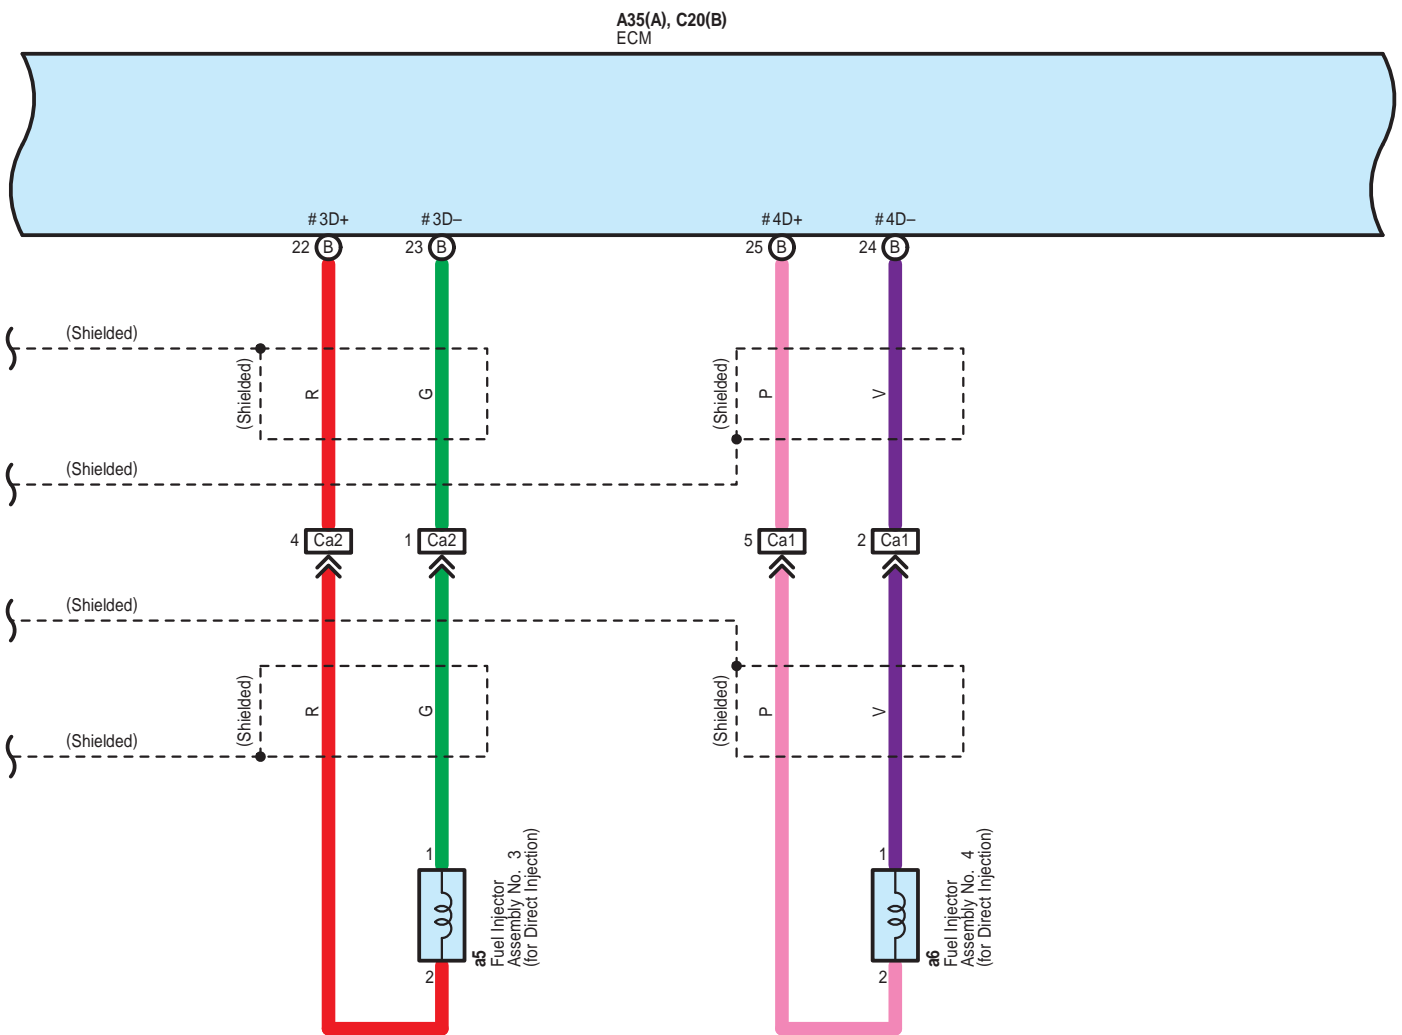 A35(A), C20(B)
ECM
#3D+
#3D–
#4D+
#4D–
22 B
23 B
25 B
24 B
(Shielded)
(Shielded)
R
G
(Shielded)
P
V
(Shielded)
4 Ca2
1 Ca2
5 Ca1
2 Ca1
(Shielded)
(Shielded)
R
G
(Shielded)
P
V
(Shielded)
1
2
a5
Fuel Injector
Assembly No. 3
(for Direct Injection)
1
2
a6
Fuel Injector
Assembly No. 4
(for Direct Injection)